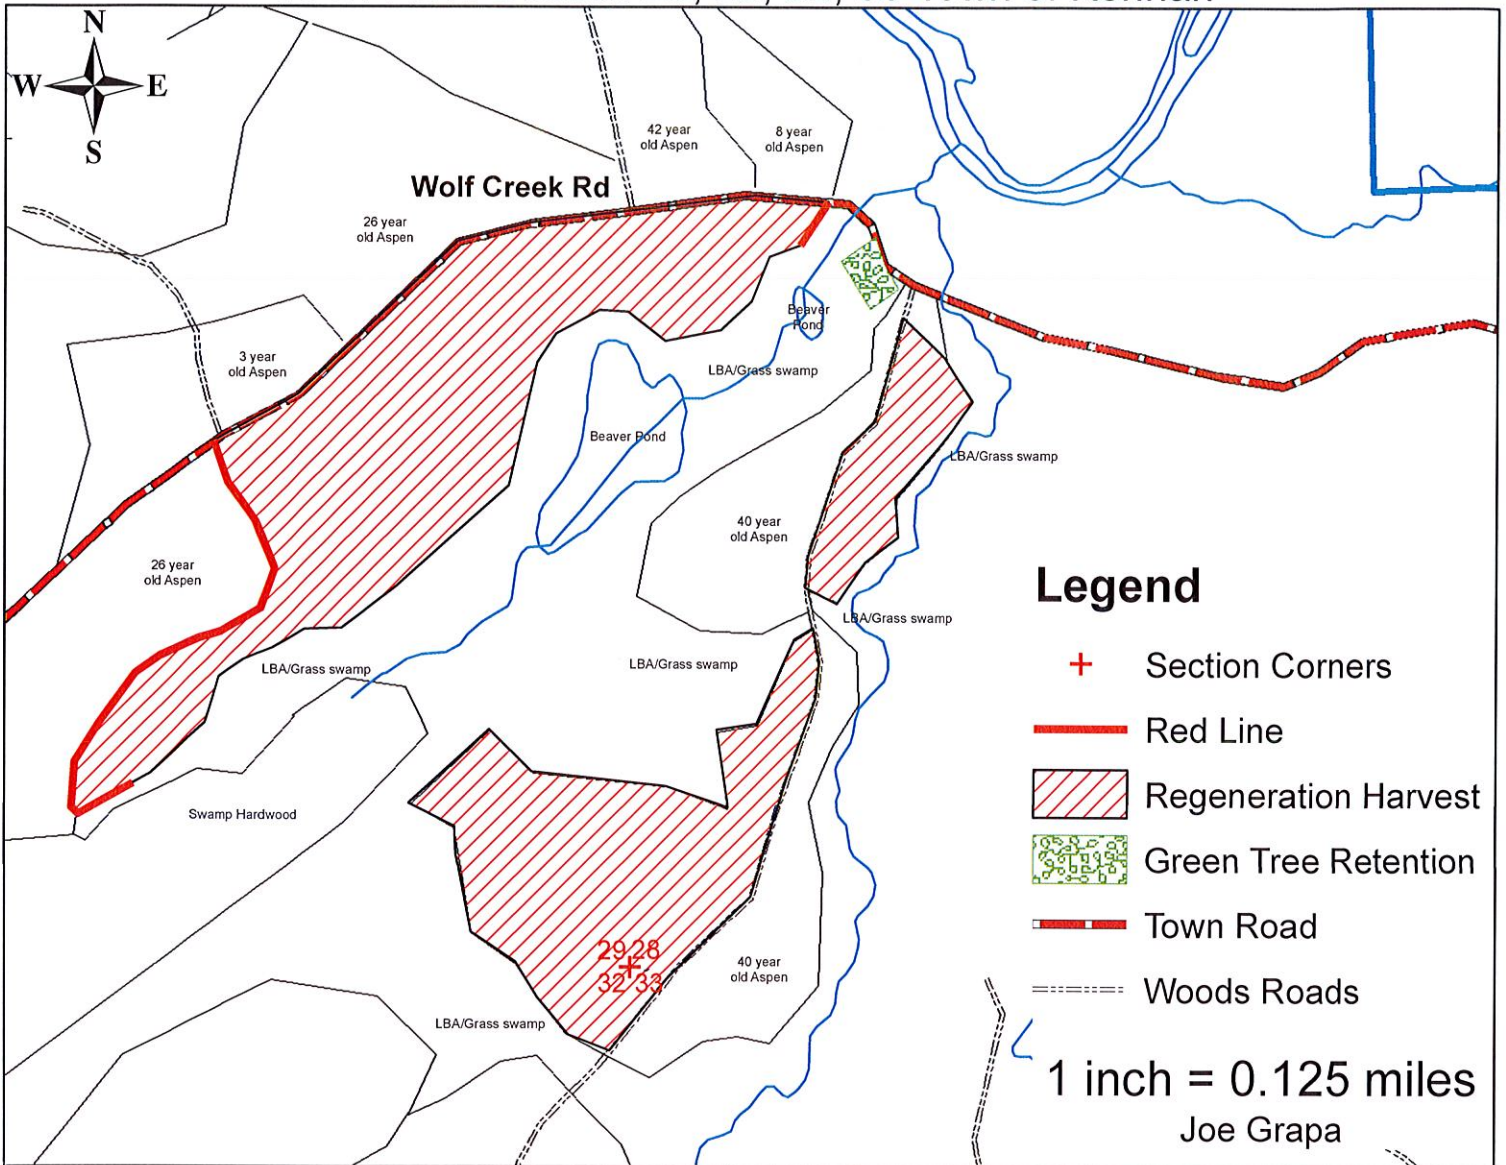 N
W E
S
42 year
old Aspen
8 year
old Aspen
Wolf Creek Rd
26 year
old Aspen
Beaver
Pond
3 year
old Aspen
LBA/Grass swamp
Beaver Pond
LBA/Grass swamp
40 year
old Aspen
26 year
old Aspen
LBA/Grass swamp
LBA/Grass swamp
LBA/Grass swamp
Swamp Hardwood
29 28
32 33
40 year
old Aspen
LBA/Grass swamp
Legend
Section Corners
Red Line
Regeneration Harvest
Green Tree Retention
Town Road
Woods Roads
1 inch = 0.125 miles
Joe Grapa